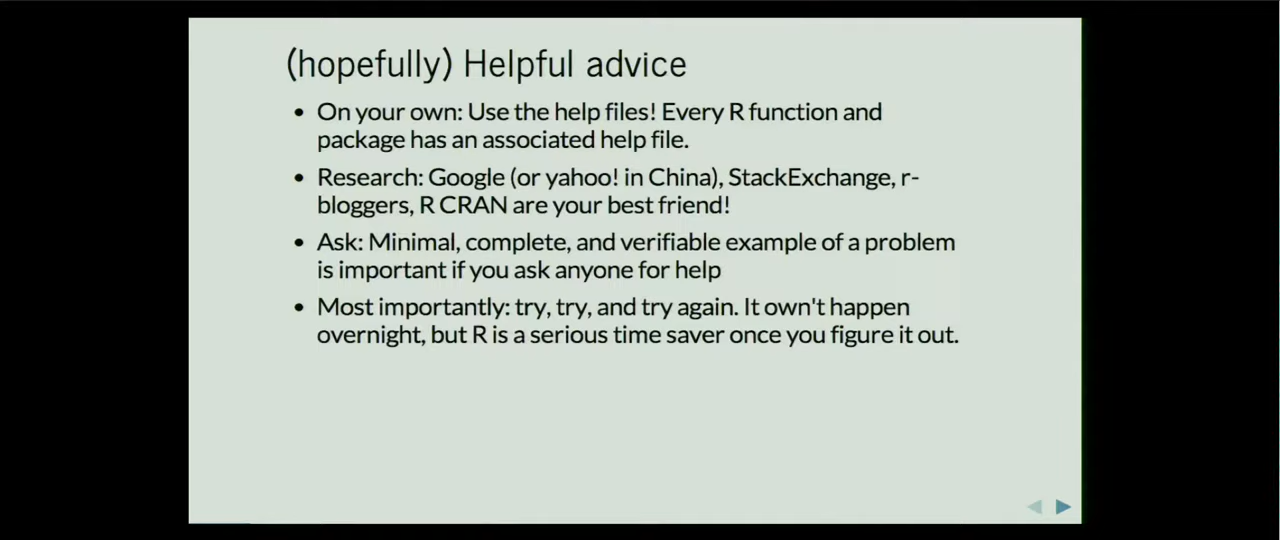 (hopefully) Helpful advice
• On your own: Use the help files! Every R function and
package has an associated help file.
• Research: Google (or yahoo! in China), StackExchange, r-
bloggers, R CRAN are your best friend!
• Ask: Minimal, complete, and verifiable example of a problem
is important if you ask anyone for help
• Most importantly: try, try, and try again. It own't happen
overnight, but R is a serious time saver once you figure it out.